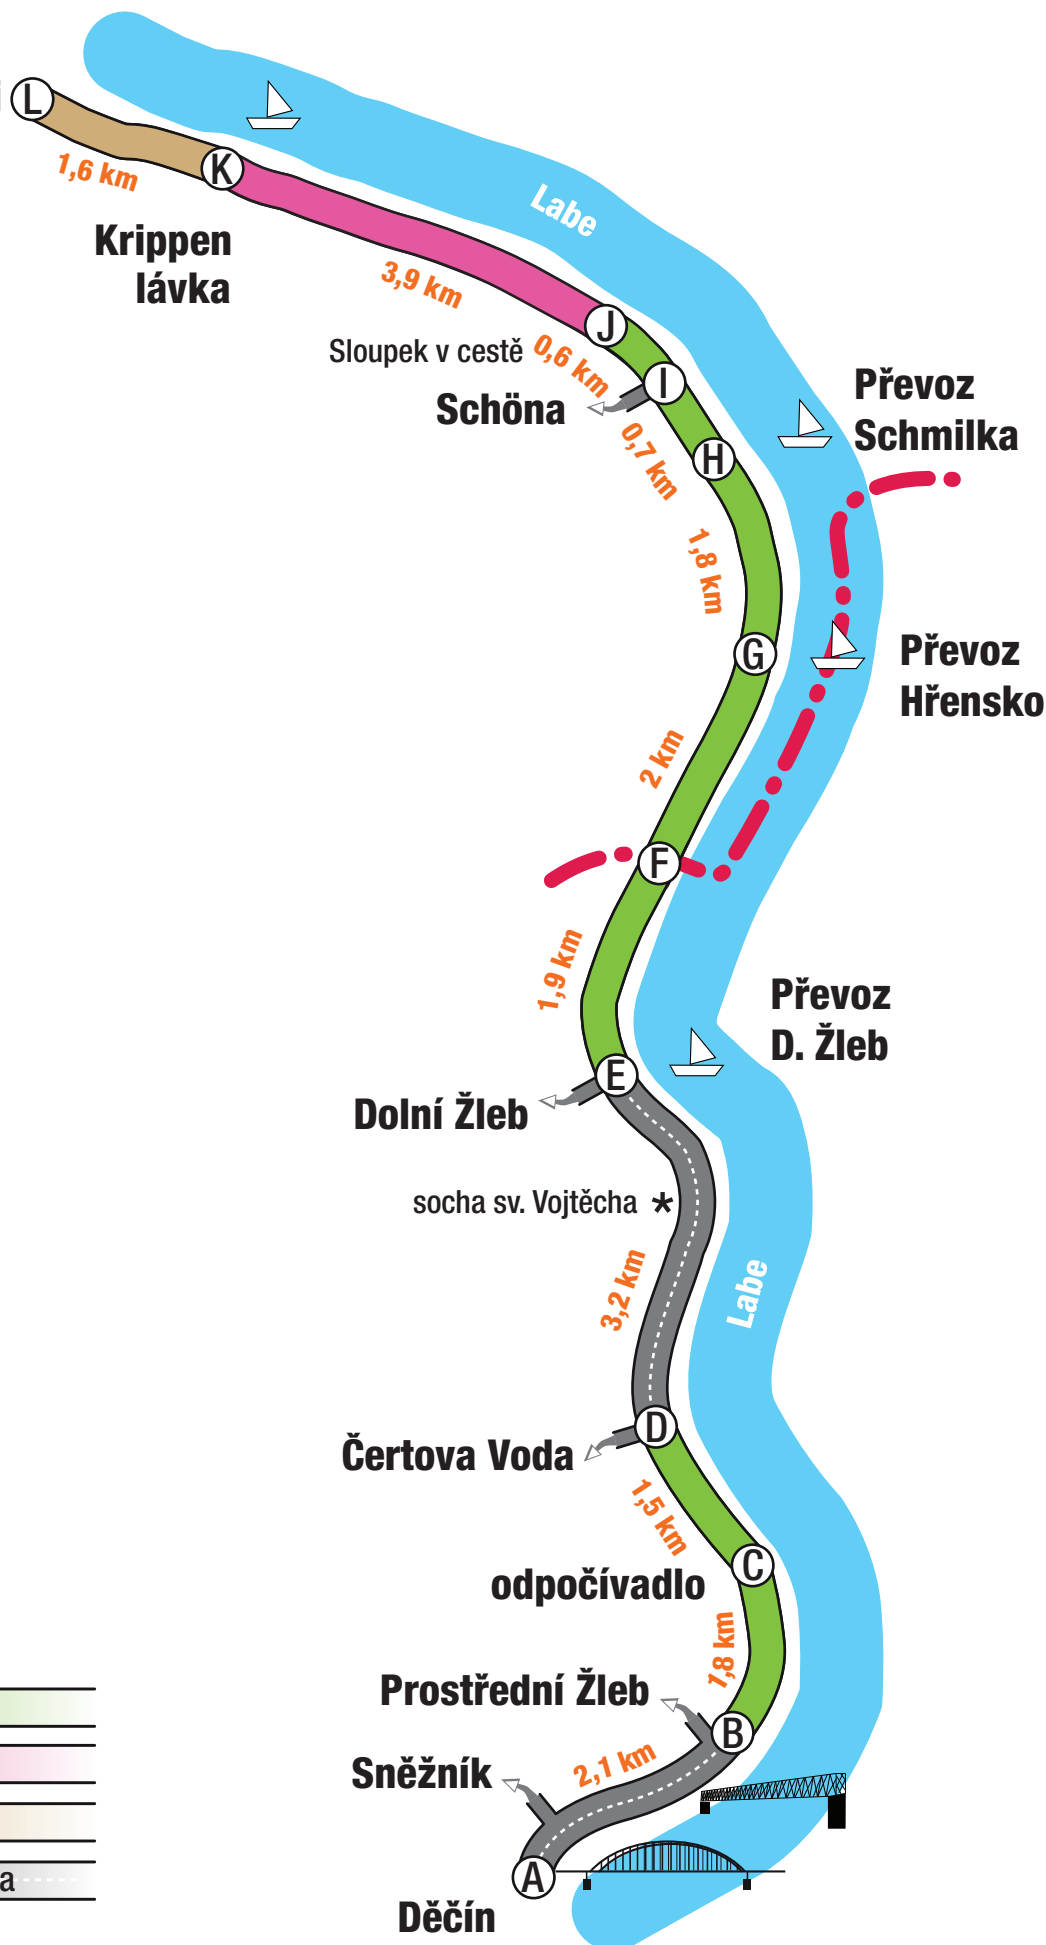 L
1,6 km
K
Krippen
lávka
Labe
3,9 km
J
Sloupek v cestě
0,6 km
I
Schöna
Převoz
Schmilka
0,7 km
H
1,8 km
G
Převoz
Hřensko
2 km
F
1,9 km
Převoz
D. Žleb
E
Dolní Žleb
socha sv. Vojtěcha *
3,2 km
Labe
D
Čertova Voda
1,5 km
C
odpočívadlo
1,8 km
Prostřední Žleb
B
2,1 km
Sněžník
A
a
Děčín